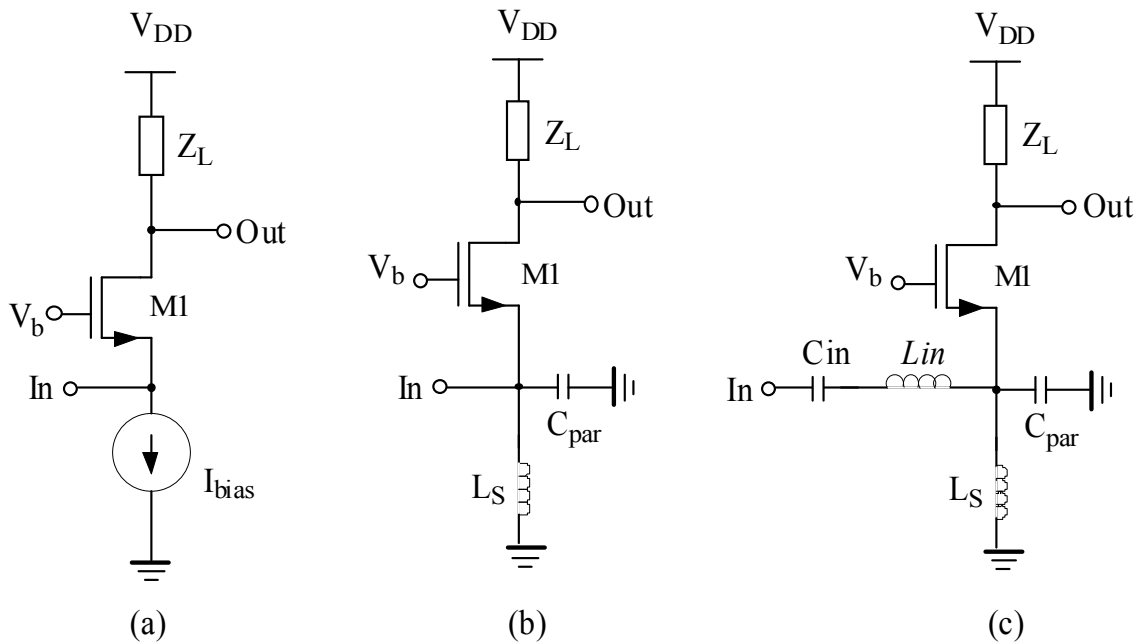 V_DD
Z_L
Out
V_b
M1
In
I_bias
(a)
V_DD
Z_L
Out
V_b
M1
In
C_par
L_S
(b)
V_DD
Z_L
Out
V_b
M1
Cin
Lin
In
C_par
L_S
(c)